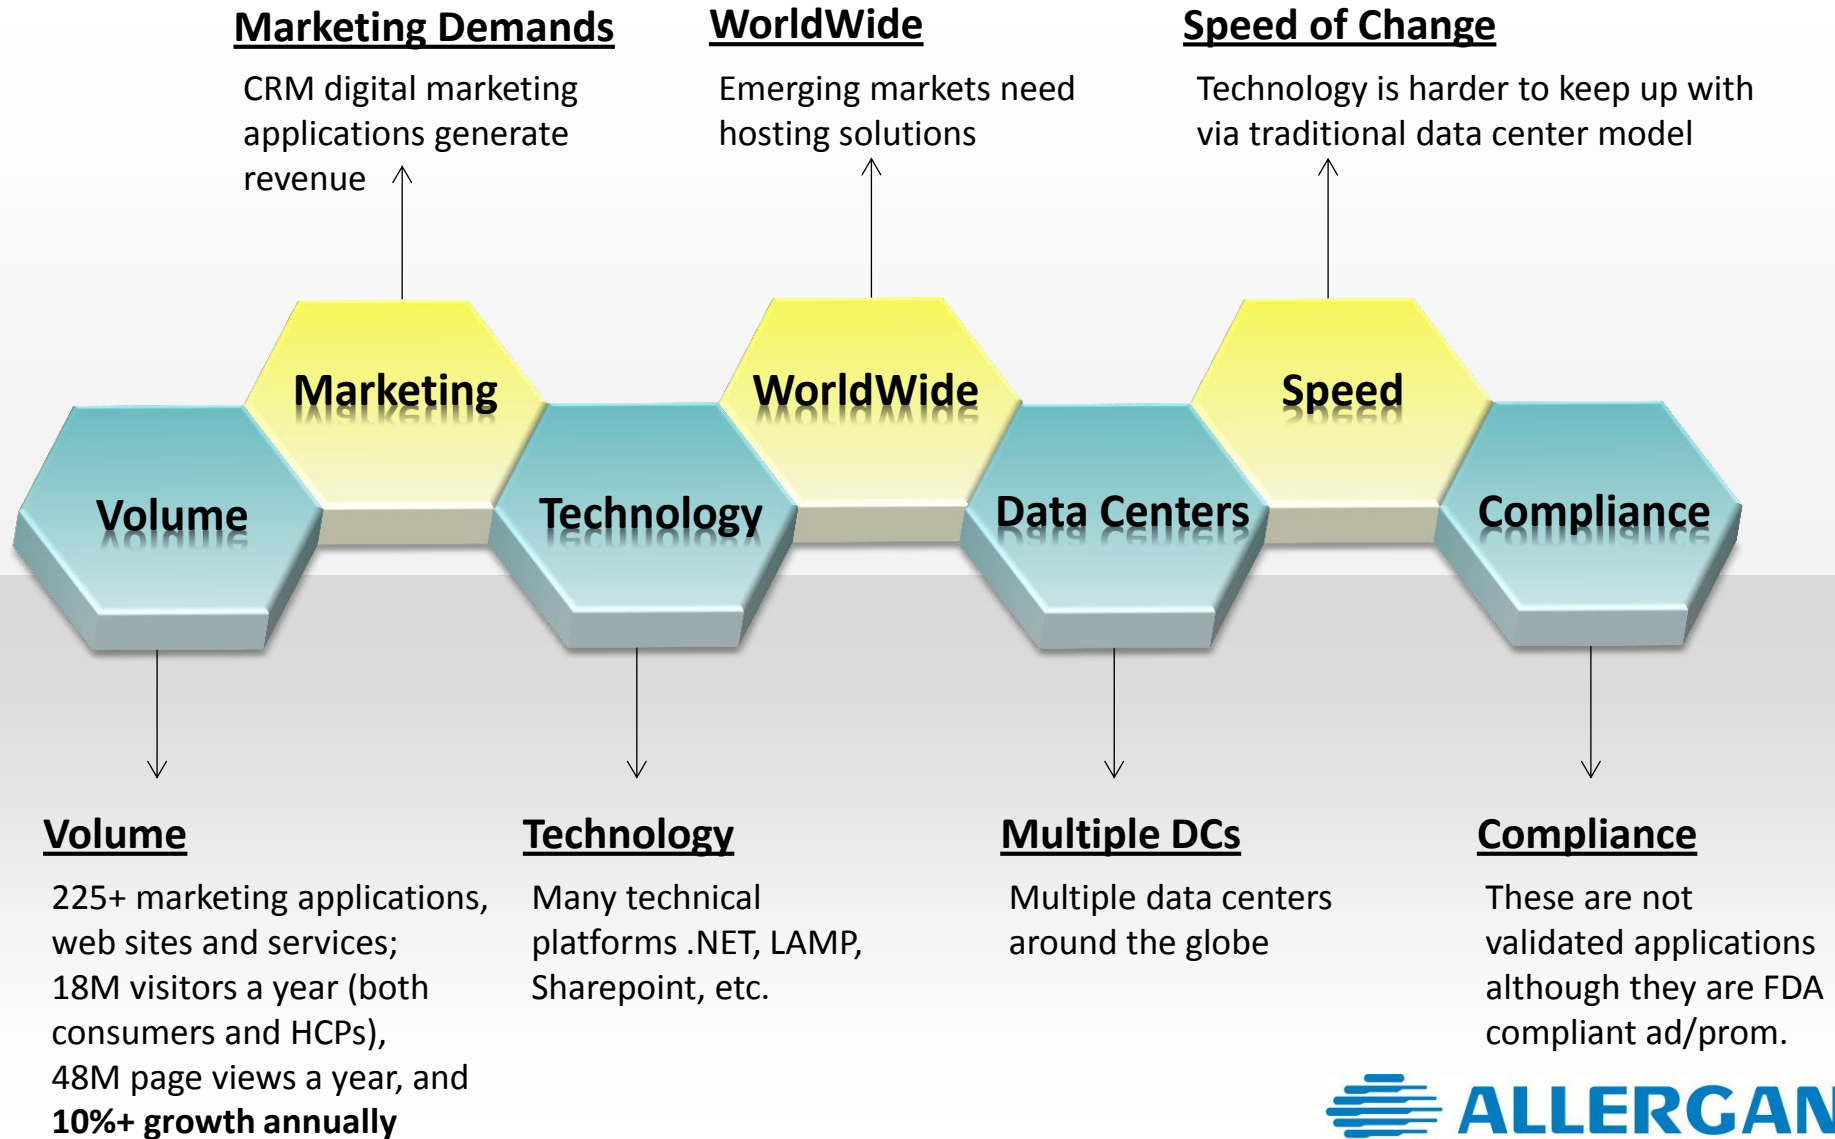 Marketing Demands
CRM digital marketing
applications generate
revenue
WorldWide
Emerging markets need
hosting solutions
Speed of Change
Technology is harder to keep up with
via traditional data center model
Marketing
WorldWide
Speed
Volume
Technology
Data Centers
Compliance
Volume
225+ marketing applications,
web sites and services;
18M visitors a year (both
consumers and HCPs),
48M page views a year, and
10%+ growth annually
Technology
Many technical
platforms .NET, LAMP,
Sharepoint, etc.
Multiple DCs
Multiple data centers
around the globe
Compliance
These are not
validated applications
although they are FDA
compliant ad/prom.
ALLERGAN